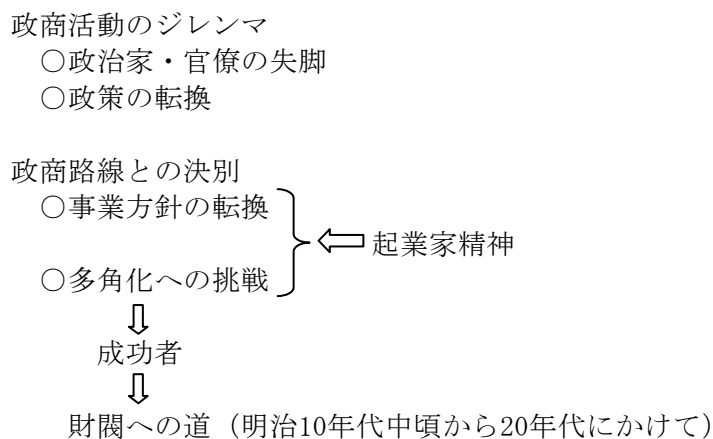 政商活動のジレンマ
○政治家・官僚の失脚
○政策の転換
政商路線との決別
○事業方針の転換
起業家精神
○多角化への挑戦
成功者
財閥への道（明治10年代中頃から20年代にかけて）